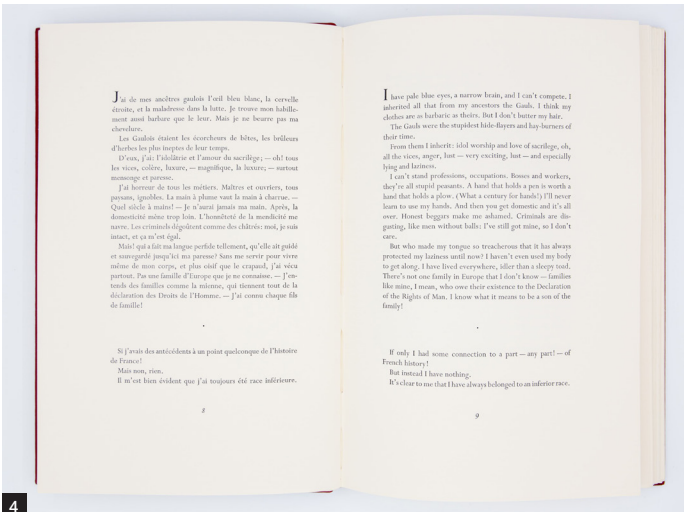 J'ai de mes ancêtres gaulois l'œil bleu blanc, la cervelle
étroite, et la maladresse dans la lutte. Je trouve mon habille-
ment aussi barbare que le leur. Mais je ne beurre pas ma
chevelure.
Les Gaulois étaient les écorcheurs de bêtes, les brûleurs
d'herbes les plus ineptes de leur temps.
D'eux, j'ai: l'idolâtrie et l'amour du sacrilège; — oh! tous
les vices, colère, luxure, — magnifique, la luxure; — surtout
mensonge et paresse.
J'ai horreur de tous les métiers. Maîtres et ouvriers, tous
paysans, ignobles. La main à plume vaut la main à charrue. —
Quel siècle à mains! — Je n'aurai jamais ma main. Après, la
domesticité même trop loin. L'honnêteté de la mendicité me
navre. Les criminels dégoûtent comme des châtrés: moi, je suis
intact, et ça m'est égal.
Mais! qui a fait ma langue perfide tellement, qu'elle ait guidé
et sauvegardé jusqu'ici ma paresse? Sans me servir pour vivre
même de mon corps, et plus oisif que le crapaud, j'ai vécu
partout. Pas une famille d'Europe que je ne connaisse. — J'en-
tends des familles comme la mienne, qui tiennent tout de la
déclaration des Droits de l'Homme. — J'ai connu chaque fils
de famille!
•
Si j'avais des antécédents à un point quelconque de l'histoire
de France!
Mais non, rien.
Il m'est bien évident que j'ai toujours été race inférieure.
8
I have pale blue eyes, a narrow brain, and I can't compete. I
inherited all that from my ancestors the Gauls. I think my
clothes are as barbaric as theirs. But I don't butter my hair.
The Gauls were the stupidest hide-flayers and hay-burners of
their time.
From them I inherit: idol worship and love of sacrilege, oh,
all the vices, anger, lust — very exciting, lust — and especially
lying and laziness.
I can't stand professions, occupations. Bosses and workers,
they're all stupid peasants. A hand that holds a pen is worth a
hand that holds a plow. (What a century for hands!) I'll never
learn to use my hands. And then you get domestic and it's all
over. Honest beggars make me ashamed. Criminals are dis-
gusting, like men without balls: I've still got mine, so I don't
care.
But who made my tongue so treacherous that it has always
protected my laziness until now? I haven't even used my body
to get along. I have lived everywhere, idler than a sleepy toad.
There's not one family in Europe that I don't know — families
like mine, I mean, who owe their existence to the Declaration
of the Rights of Man. I know what it means to be a son of the
family!
•
If only I had some connection to a part — any part! — of
French history!
But instead I have nothing.
It's clear to me that I have always belonged to an inferior race.
9
4